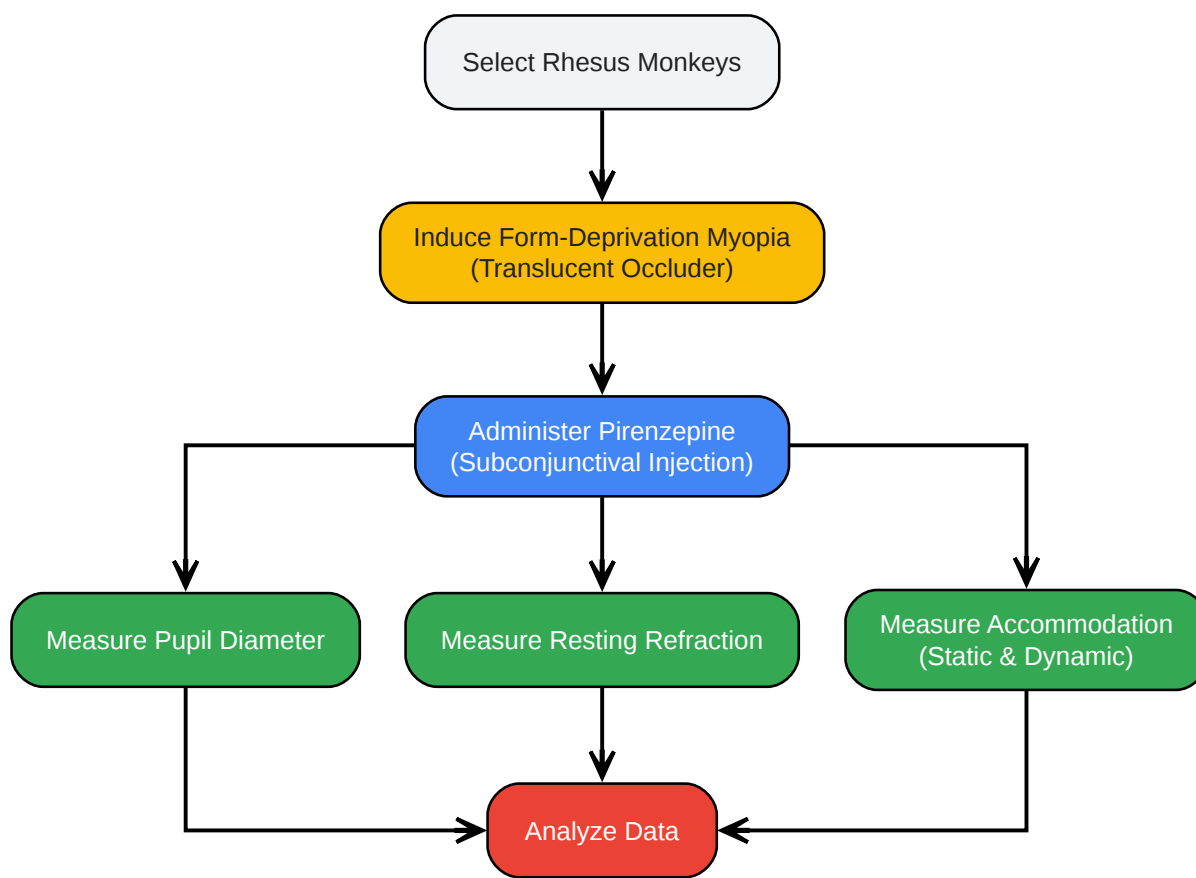 Select Rhesus Monkeys
Induce Form-Deprivation Myopia
(Translucent Occluder)
Administer Pirenzepine
(Subconjunctival Injection)
Measure Pupil Diameter
Measure Resting Refraction
Measure Accommodation
(Static & Dynamic)
Analyze Data